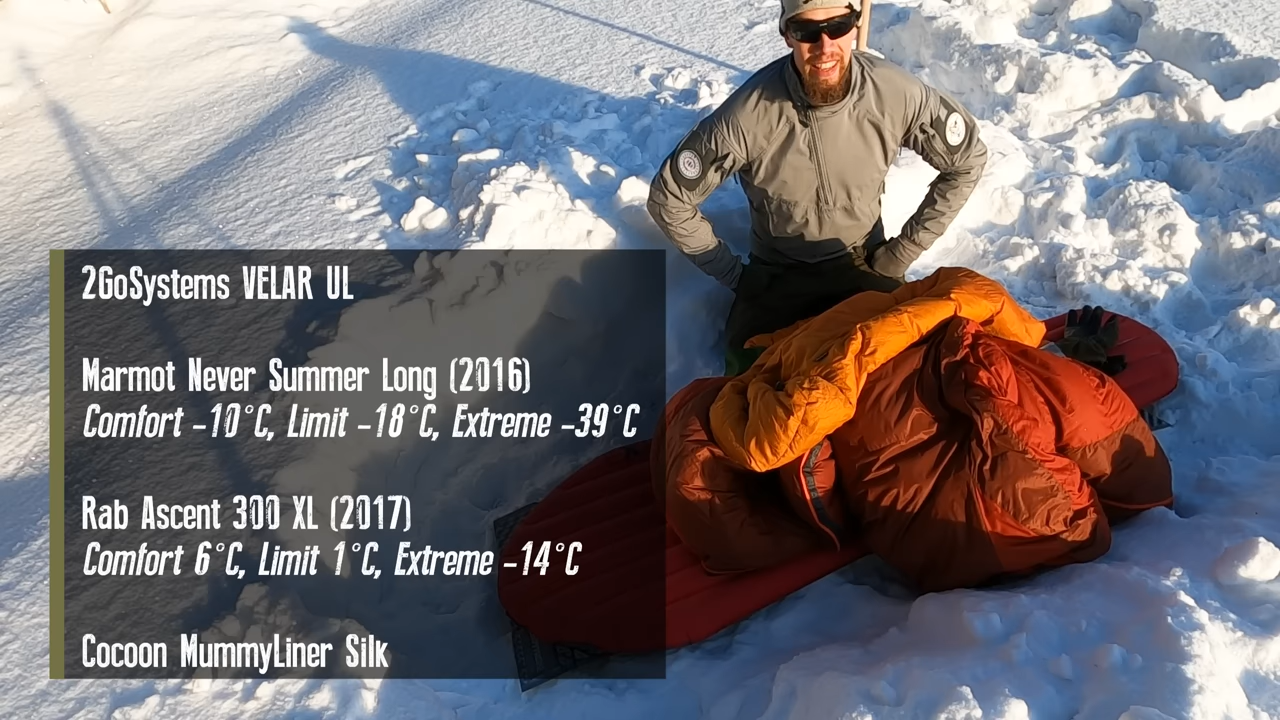 2GoSystems VELAR UL
Marmot Never Summer Long (2016)
Comfort -10°C, Limit -18°C, Extreme -39°C
Rab Ascent 300 XL (2017)
Comfort 6°C, Limit 1°C, Extreme -14°C
Cocoon MummyLiner Silk